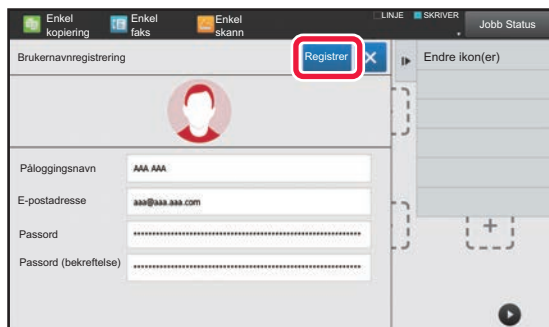 Enkel
kopiering
Enkel
faks
Enkel
skann
LINJE
SKRIVER
Jobb Status
Brukernavnregistrering
Registrer
Endre ikon(er)
Påloggingsnavn
AAA AAA
E-postadresse
aaa@aaa.aaa.com
Passord
Passord (bekreftelse)